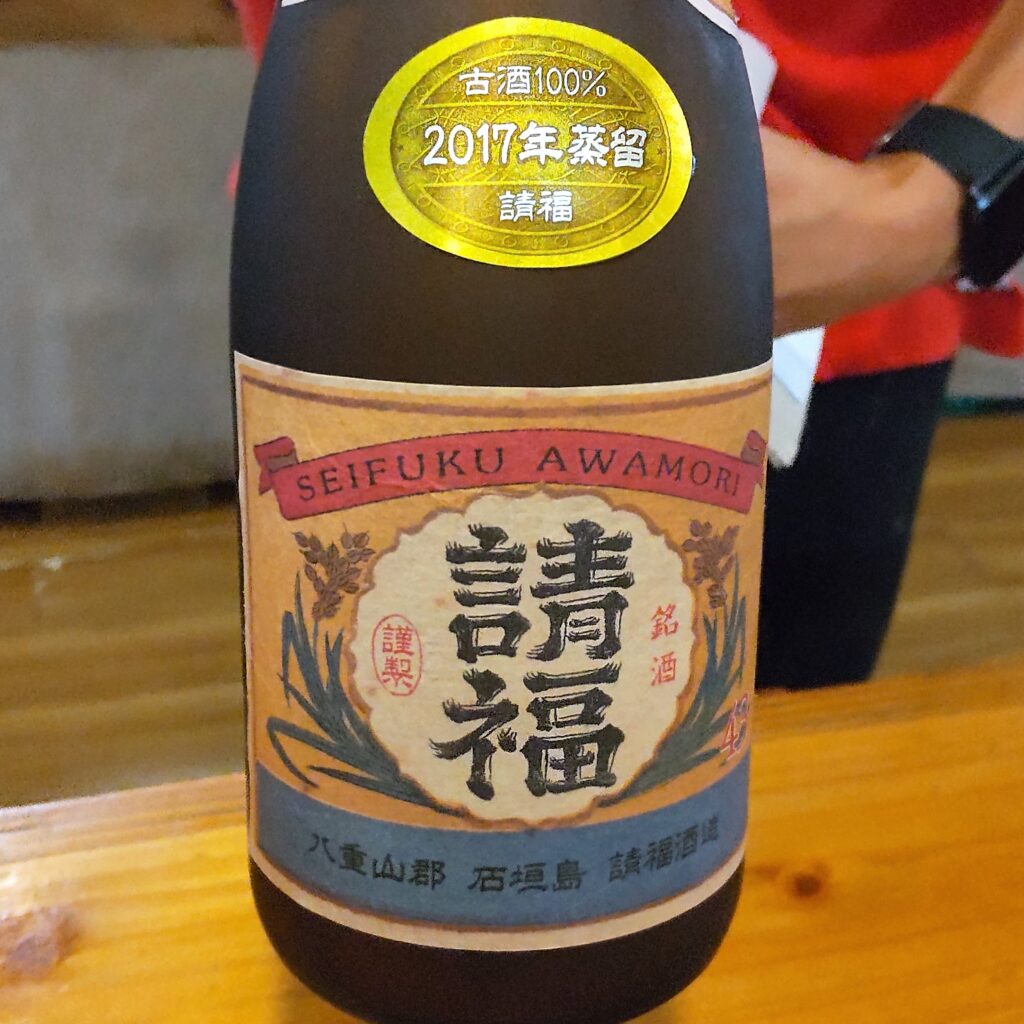 古酒100%
2017年蒸留
請福
SEIFUKU AWAMORI
請福
銘酒
謹製
八重山郡 石垣島 請福酒造